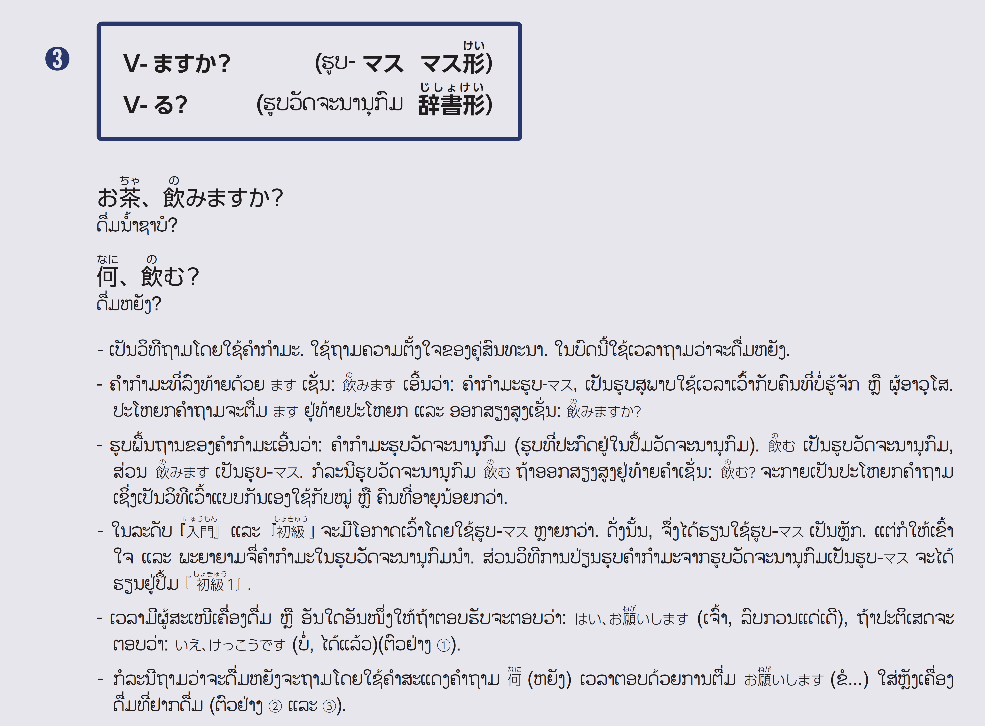 3
V- ますか? (ຮູບ- マス マス形)
けい
V- る? (ຮູບວັດຈະນານຸກົມ 辞書形)
じしょけい
お茶、飲みますか?
ちゃ の
ດື່ມນ້ຳຊາບໍ?
何、飲む?
なに の
ດື່ມຫຍັງ?
- ເປັນວິທີຖາມໂດຍໃຊ້ຄຳກຳມະ. ໃຊ້ຖາມຄວາມຕັ້ງໃຈຂອງຄູ່ສົນທະນາ. ໃນບົດນີ້ໃຊ້ເວລາຖາມວ່າຈະດື່ມຫຍັງ.
- ຄຳກຳມະທີ່ລົງທ້າຍດ້ວຍ ます ເຊັ່ນ: 飲みます ເອີ້ນວ່າ: ຄຳກຳມະຮູບ-マス, ເປັນຮູບສຸພາບໃຊ້ເວລາເວົ້າກັບຄົນທີ່ບໍ່ຮູ້ຈັກ ຫຼື ຜູ້ອາວຸໂສ.
ປະໂຫຍກຄຳຖາມຈະຕື່ມ ます ຢູ່ທ້າຍປະໂຫຍກ ແລະ ອອກສຽງສູງເຊັ່ນ: 飲みますか?
- ຮູບພື້ນຖານຂອງຄຳກຳມະເອີ້ນວ່າ: ຄຳກຳມະຮຸບວັດຈະນານຸກົມ (ຮູບທີ່ປະກົດຢູ່ໃນປຶ້ມວັດຈະນານຸກົມ). 飲む ເປັນຮູບວັດຈະນານຸກົມ,
ສ່ວນ 飲みます ເປັນຮູບ-マス. ກໍລະນີຮູບວັດຈະນານຸກົມ 飲む ຖ້າອອກສຽງສູງຢູ່ທ້າຍຄຳເຊັ່ນ: 飲む? ຈະກາຍເປັນປະໂຫຍກຄຳຖາມ
ເຊິ່ງເປັນວິທີເວົ້າແບບກັນເອງໃຊ້ກັບໝູ່ ຫຼື ຄົນທີ່ອາຍຸນ້ອຍກວ່າ.
- ໃນລະດັບ 「入門」 ແລະ 『初級』 ຈະມີໂອກາດເວົ້າໂດຍໃຊ້ຮູບ-マス ຫຼາຍກວ່າ. ດັ່ງນັ້ນ, ຈຶ່ງໄດ້ຮຽນໃຊ້ຮູບ-マス ເປັນຫຼັກ. ແຕ່ກໍໃຫ້ເຂົ້າ
ໃຈ ແລະ ພະຍາຍາມຈື່ຄຳກຳມະໃນຮູບວັດຈະນານຸກົມນຳ. ສ່ວນວິທີການປ່ຽນຮູບຄຳກຳມະຈາກຮູບວັດຈະນານຸກົມເປັນຮູບ-マス ຈະໄດ້
ຮຽນຢູ່ປຶ້ມ 『初級1』.
- ເວລາມີຜູ້ສະເໜີເຄື່ອງດື່ມ ຫຼື ອັນໃດອັນໜຶ່ງໃຫ້ຖ້າຕອບຮັບຈະຕອບວ່າ: はい、お願いします (ເຈົ້າ, ລົບກວນແດ່ເດີ), ຖ້າປະຕິເສດຈະ
ຕອບວ່າ: いえ、けっこうです (ບໍ່, ໄດ້ແລ້ວ)(ຕົວຢ່າງ ①).
- ກໍລະນີຖາມວ່າຈະດື່ມຫຍັງຈະຖາມໂດຍໃຊ້ຄຳສະແດງຄຳຖາມ 何 (ຫຍັງ) ເວລາຕອບດ້ວຍການຕື່ມ お願いします (ຂໍ...) ໃສ່ຫຼັງເຄື່ອງ
ດື່ມທີ່ຢາກດື່ມ (ຕົວຢ່າງ ② ແລະ ③).